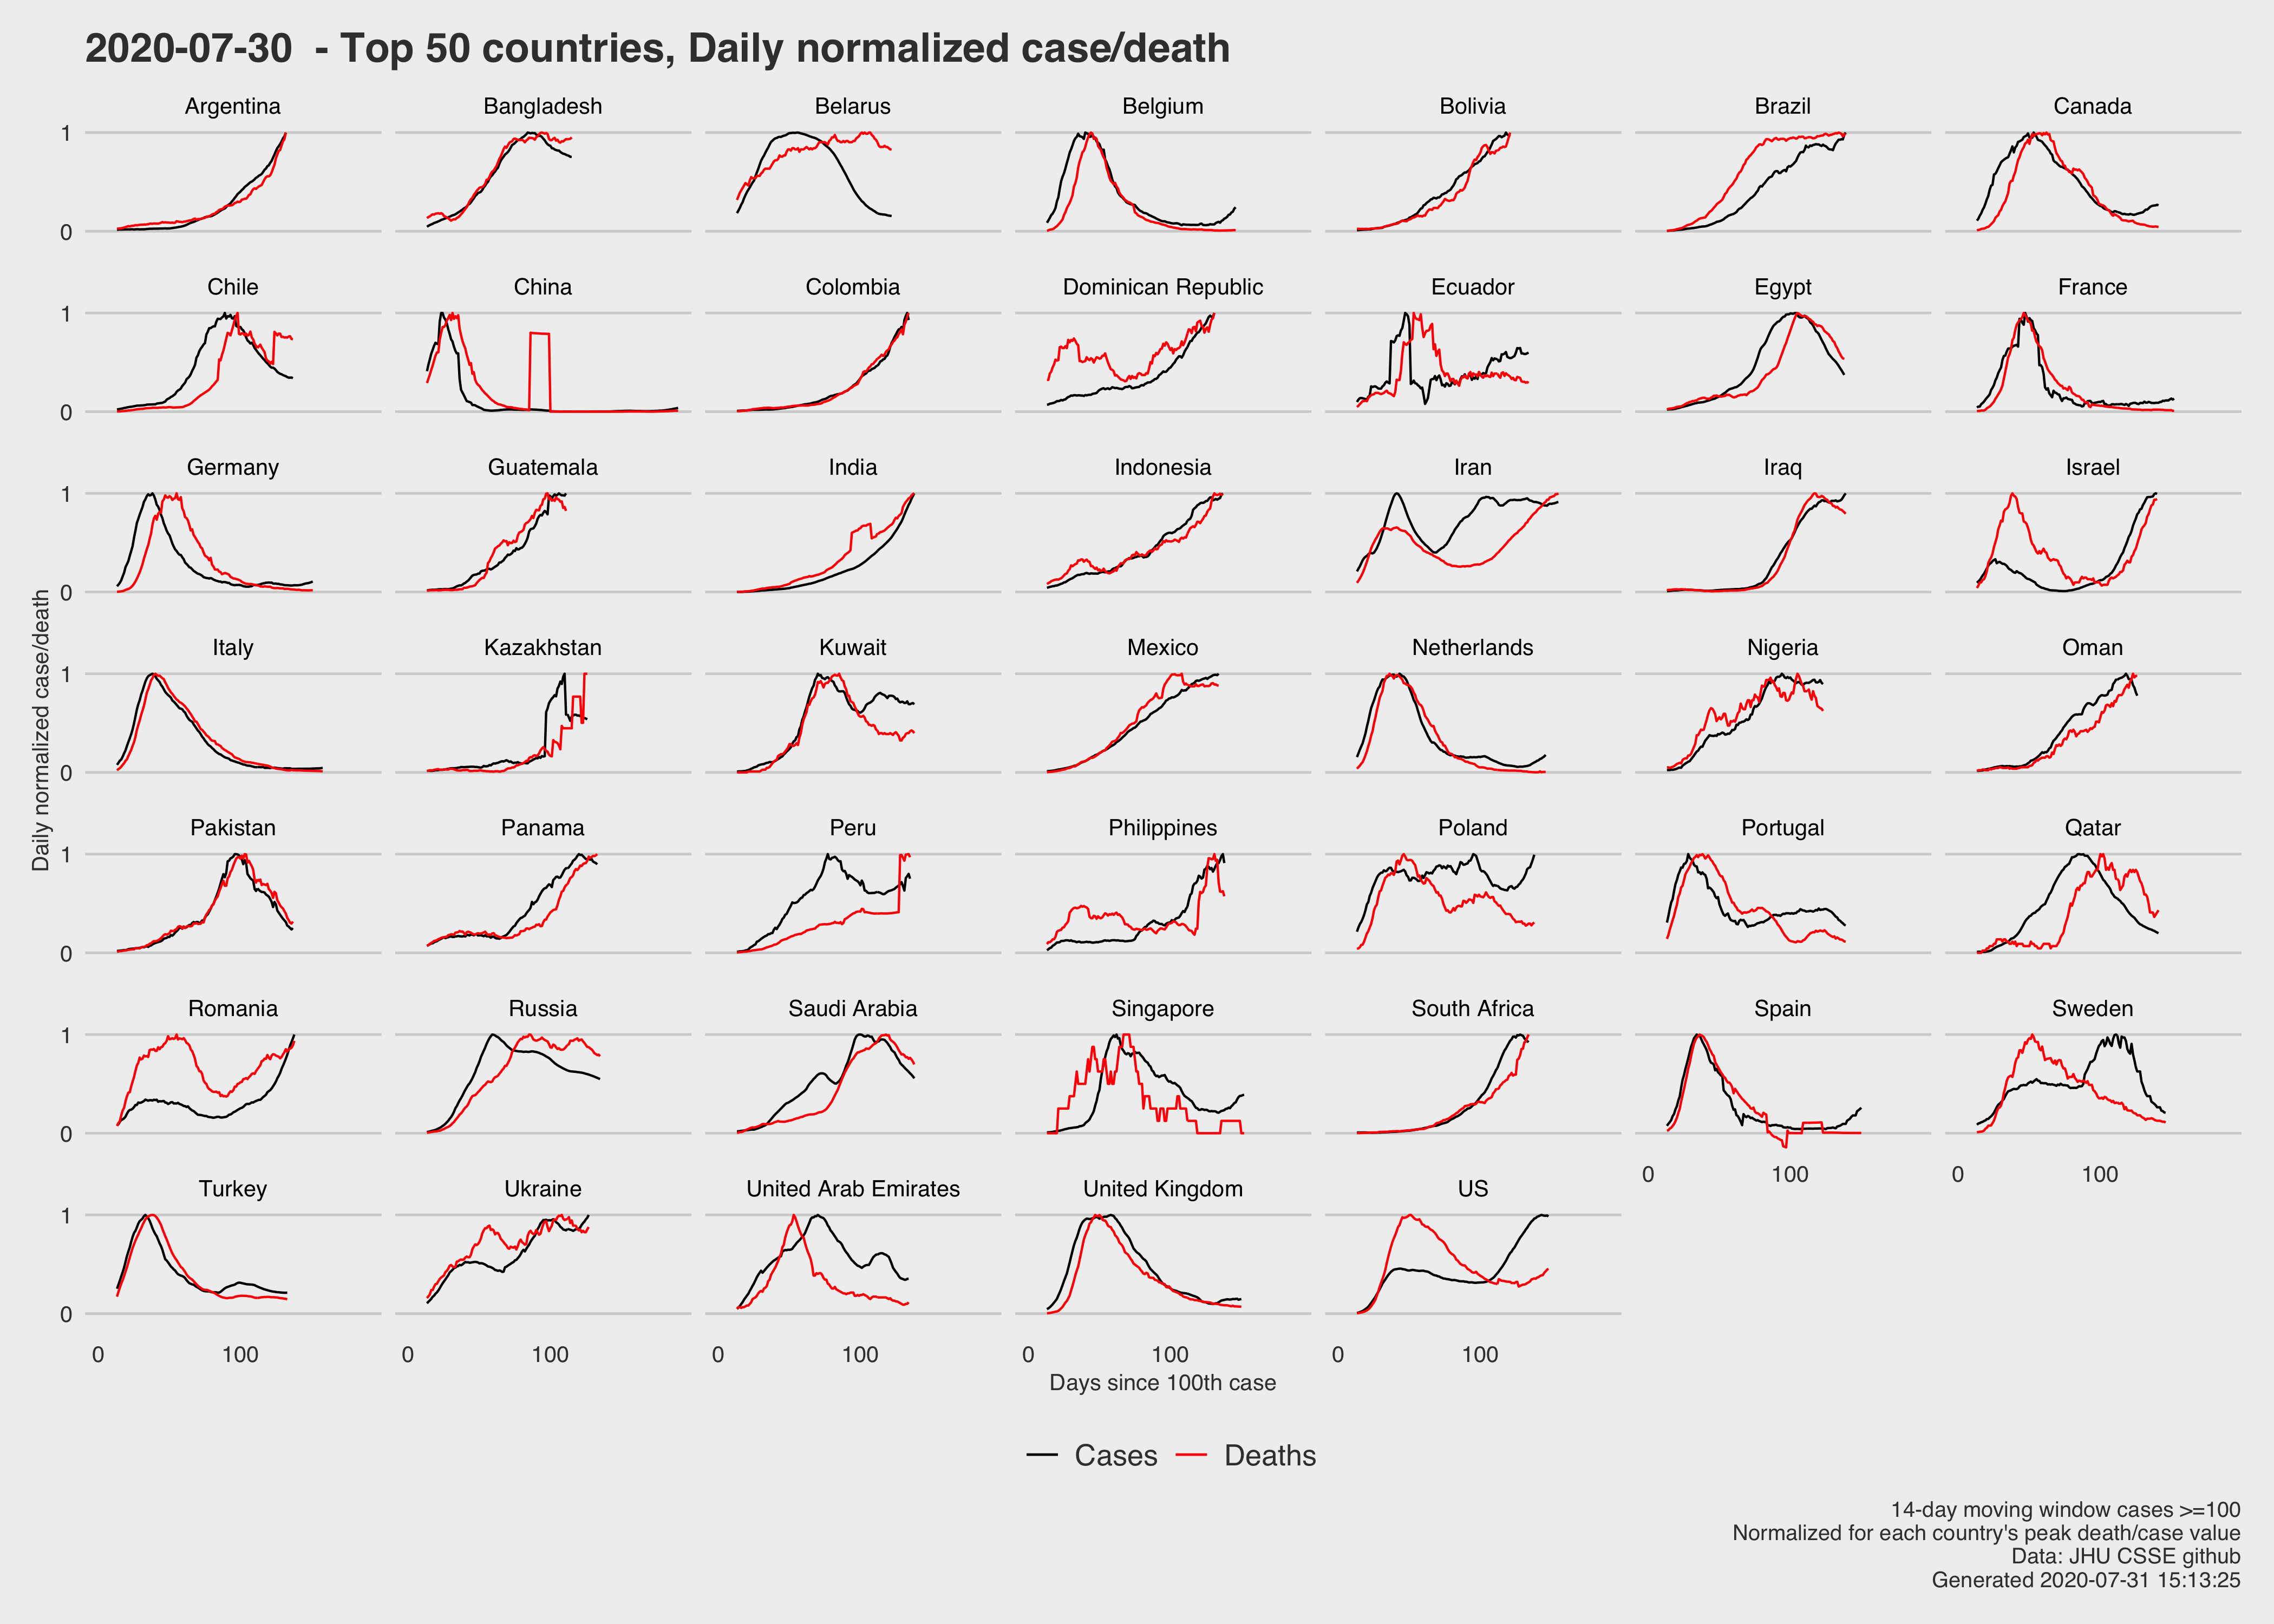 2020-07-30  - Top 50 countries, Daily normalized case/death
Argentina Bangladesh Belarus Belgium Bolivia Brazil Canada
1
0
Chile China Colombia Dominican Republic Ecuador Egypt France
1
0
Germany Guatemala India Indonesia Iran Iraq Israel
1
0
Italy Kazakhstan Kuwait Mexico Netherlands Nigeria Oman
1
0
Pakistan Panama Peru Philippines Poland Portugal Qatar
1
0
Romania Russia Saudi Arabia Singapore South Africa Spain Sweden
1
0
0 100 0 100
Turkey Ukraine United Arab Emirates United Kingdom US
1
0
0 100 0 100 0 100 0 100 0 100
Daily normalized case/death
Days since 100th case
Cases Deaths
14-day moving window cases >=100
Normalized for each country's peak death/case value
Data: JHU CSSE github
Generated 2020-07-31 15:13:25